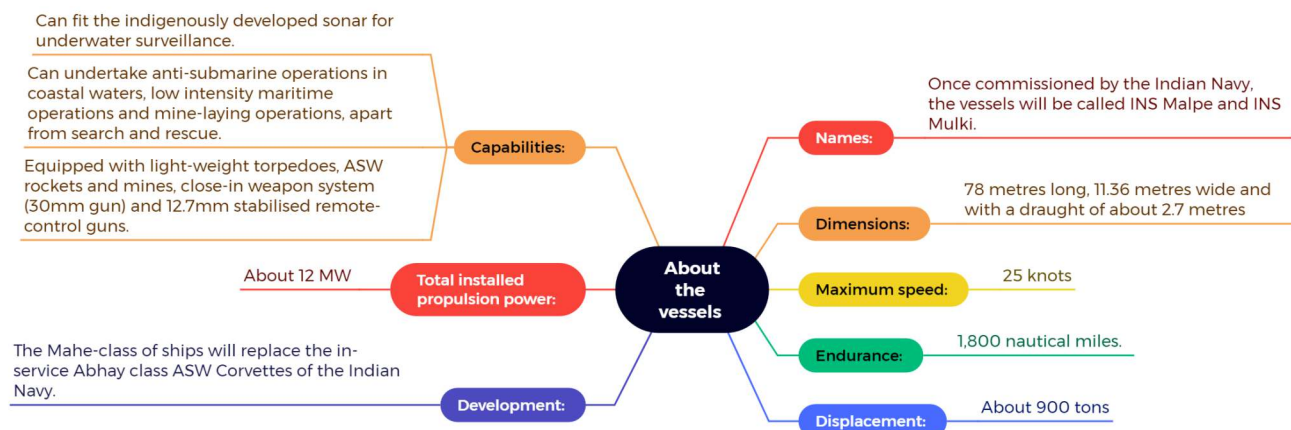 Can fit the indigenously developed sonar for
underwater surveillance.
Can undertake anti-submarine operations in
coastal waters, low intensity maritime
operations and mine-laying operations, apart
from search and rescue.
Equipped with light-weight torpedoes, ASW
rockets and mines, close-in weapon system
(30mm gun) and 12.7mm stabilised remote-
control guns.
Capabilities:
About 12 MW
Total installed
propulsion power:
The Mahe-class of ships will replace the in-
service Abhay class ASW Corvettes of the Indian
Navy.
Development:
About
the
vessels
Names:
Once commissioned by the Indian Navy,
the vessels will be called INS Malpe and INS
Mulki.
Dimensions:
78 metres long, 11.36 metres wide and
with a draught of about 2.7 metres
Maximum speed:
25 knots
Endurance:
1,800 nautical miles.
Displacement:
About 900 tons